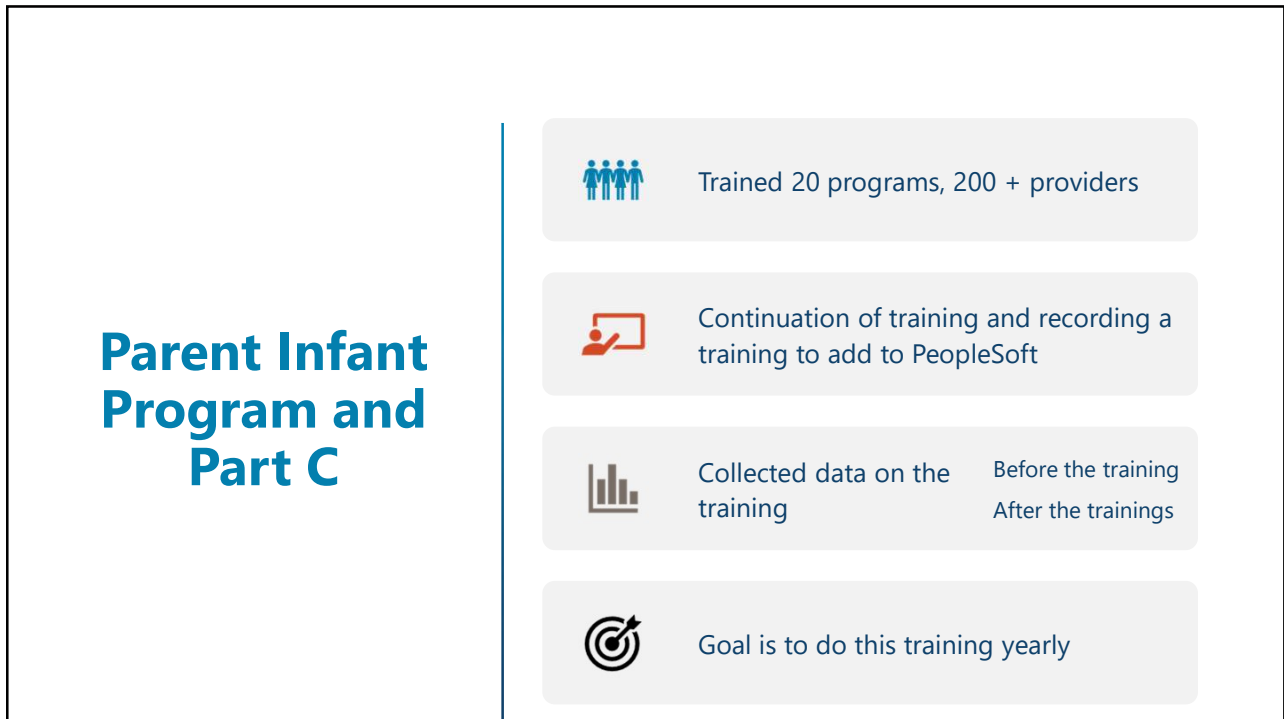 Parent Infant
Program and
Part C
Trained 20 programs, 200 + providers
Continuation of training and recording a
training to add to PeopleSoft
Collected data on the
training
Before the training
After the trainings
Goal is to do this training yearly